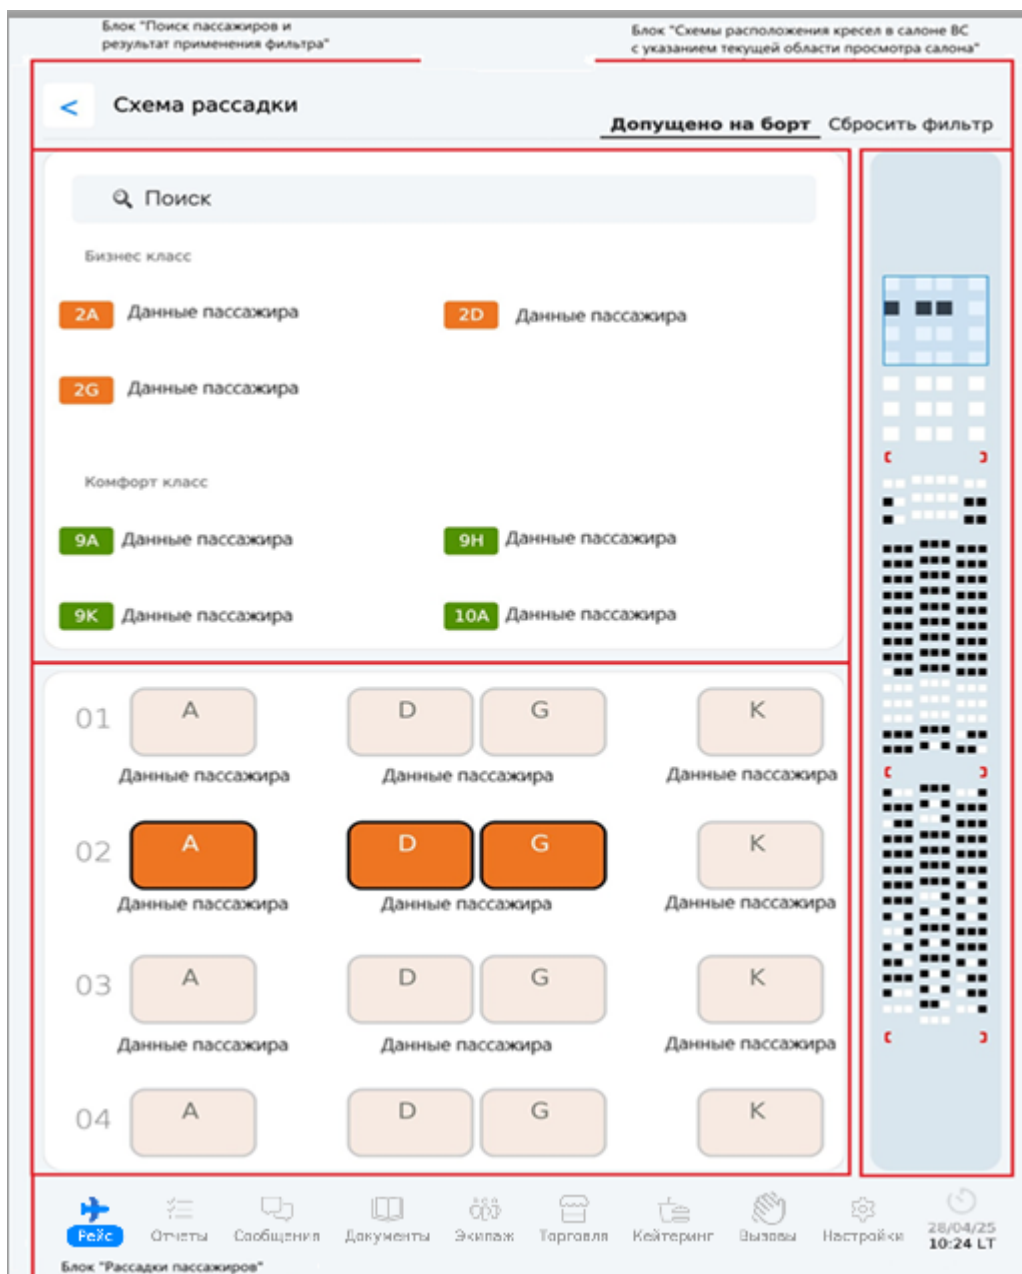 Блок "Поиск пассажиров и
результат применения фильтра"
Блок "Схемы расположения кресел в салоне ВС
с указанием текущей области просмотра салона"
< Схема рассадки
Допущено на борт Сбросить фильтр
Поиск
Бизнес класс
2A Данные пассажира 2D Данные пассажира
2G Данные пассажира
Комфорт класс
9A Данные пассажира 9H Данные пассажира
9K Данные пассажира 10A Данные пассажира
01 A D G K
Данные пассажира Данные пассажира Данные пассажира
02 A D G K
Данные пассажира Данные пассажира Данные пассажира
03 A D G K
Данные пассажира Данные пассажира Данные пассажира
04 A D G K
Рейс Отчеты Сообщения Документы Экипаж Торговля Кейтеринг Вызовы Настройки 28/04/25
10:24 LT
Блок "Рассадки пассажиров"